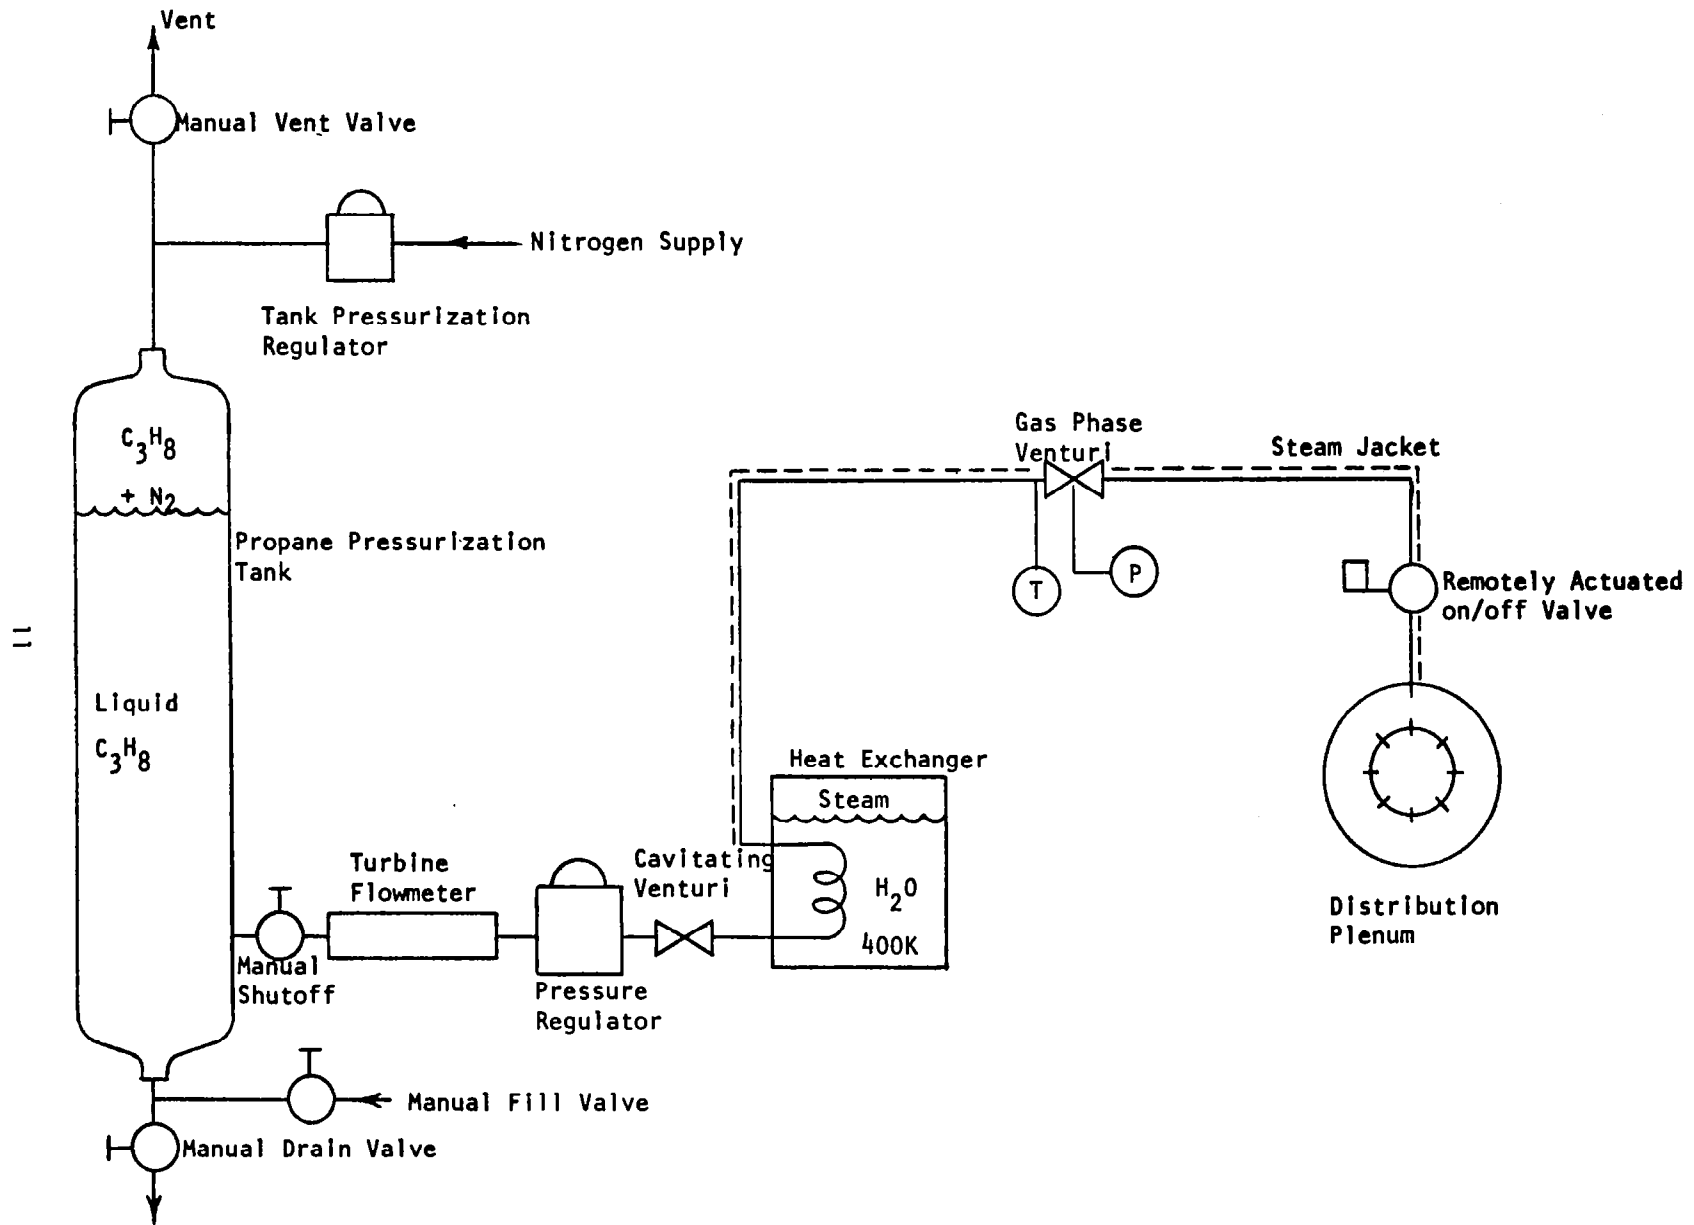 Vent
Manual Vent Valve
Nitrogen Supply
Tank Pressurization
Regulator
C3H8
+ N2
Gas Phase
Venturi
Steam Jacket
Propane Pressurization
Tank
T
P
Remotely Actuated
on/off Valve
11
Liquid
C3H8
Heat Exchanger
Steam
Turbine
Flowmeter
Cavitating
Venturi
H2O
400K
Distribution
Plenum
Manual
Shutoff
Pressure
Regulator
Manual Fill Valve
Manual Drain Valve